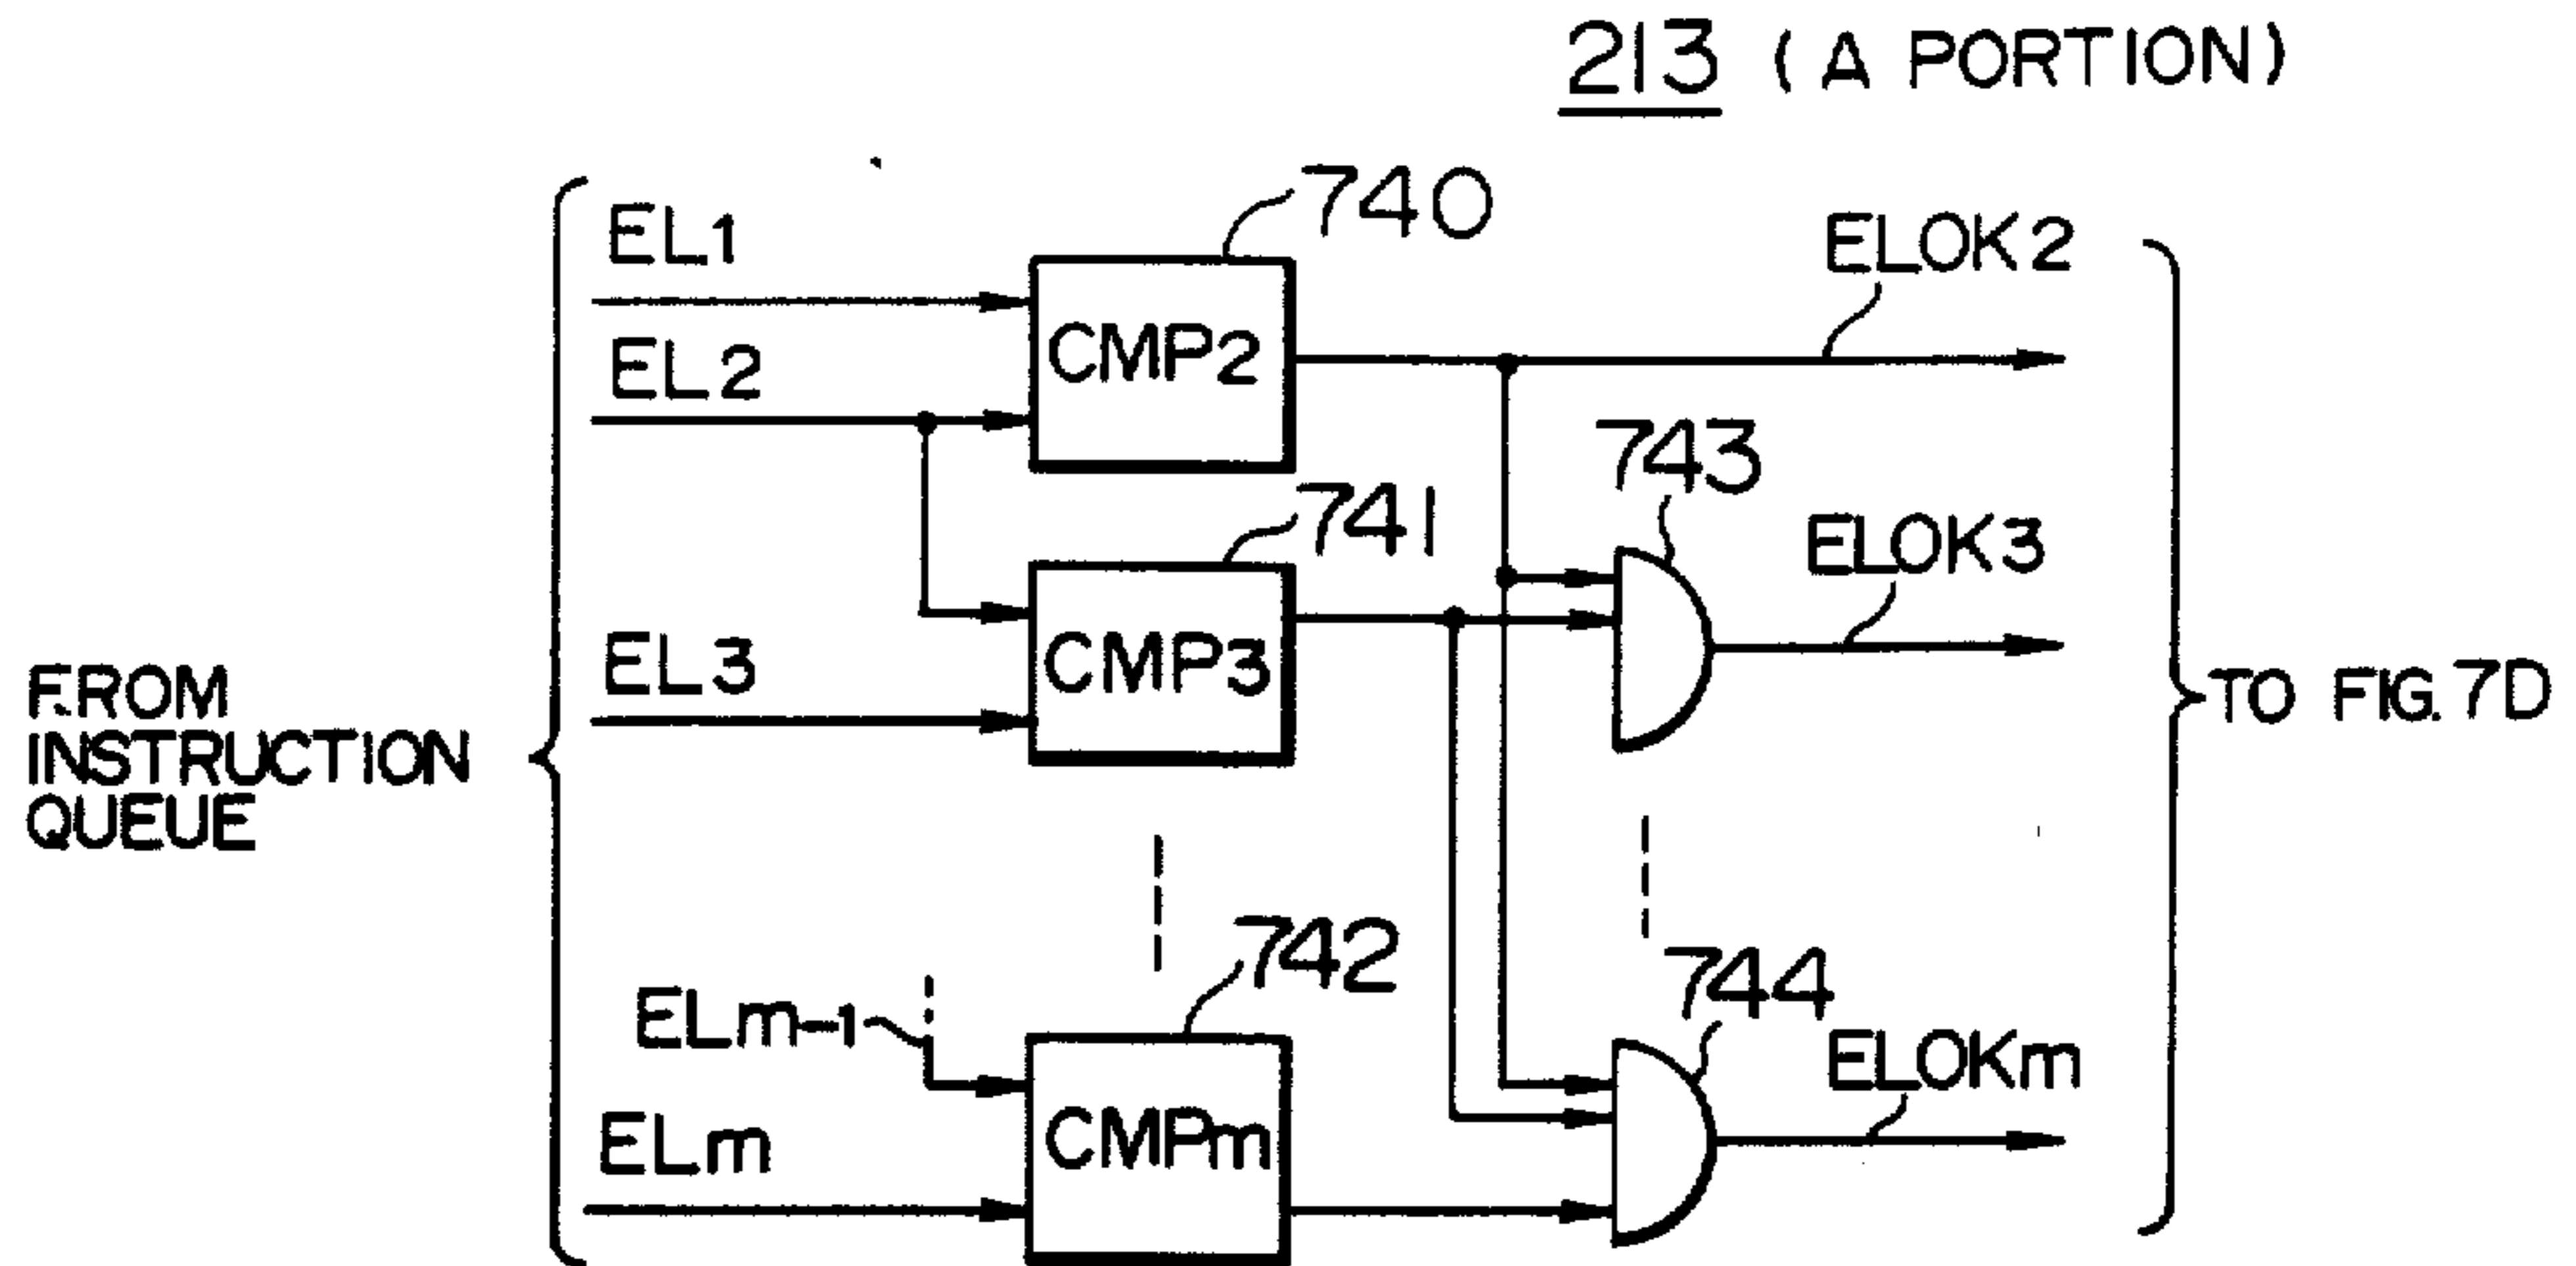 213 (A PORTION)
740
EL1
ELOK2
EL2
CMP2
743
741
ELOK3
EL3
CMP3
FROM
INSTRUCTION
QUEUE
TO FIG. 7D
742
744
ELm-1
ELOKm
ELm
CMPm